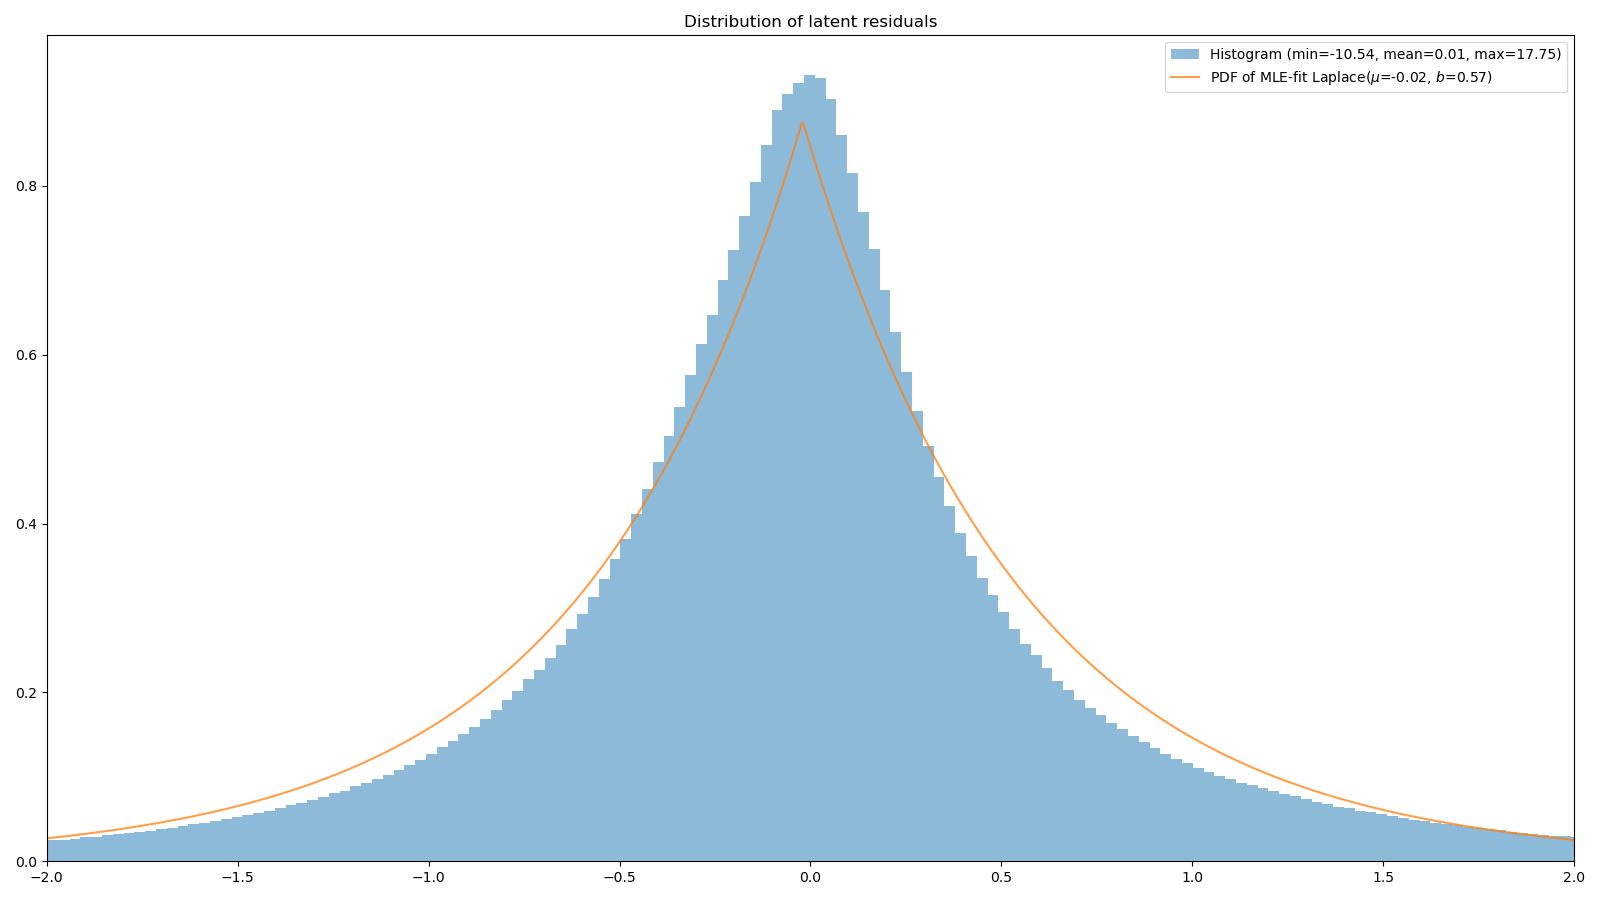 Distribution of latent residuals
Histogram (min=-10.54, mean=0.01, max=17.75)
PDF of MLE-fit Laplace(μ=-0.02, b=0.57)
0.8
0.6
0.4
0.2
0.0
−2.0 −1.5 −1.0 −0.5 0.0 0.5 1.0 1.5 2.0